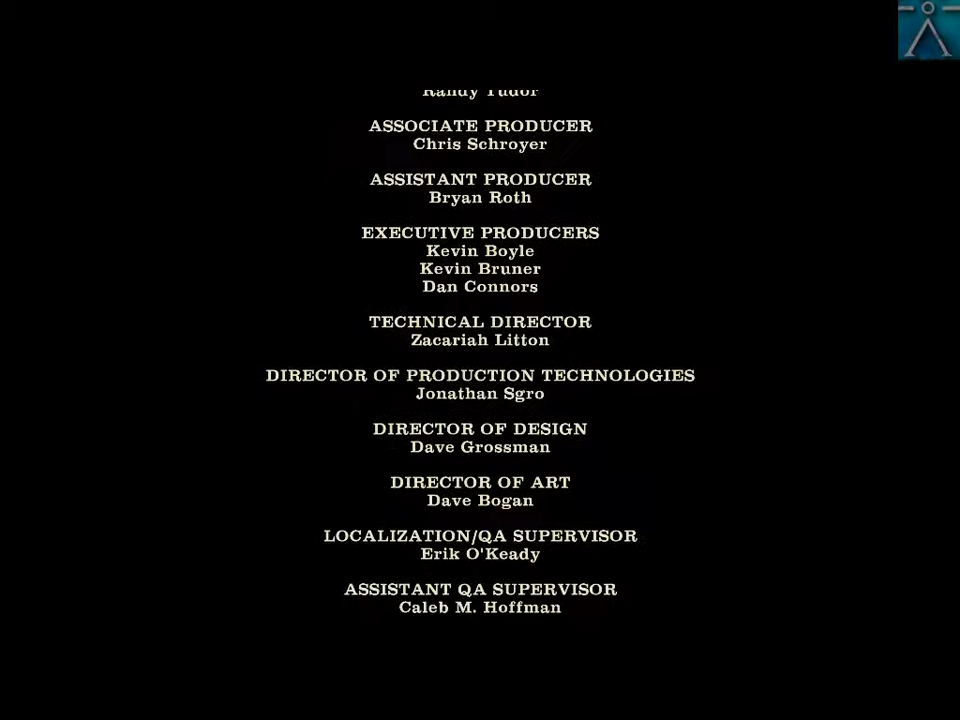 Randy Tudor
ASSOCIATE PRODUCER
Chris Schroyer
ASSISTANT PRODUCER
Bryan Roth
EXECUTIVE PRODUCERS
Kevin Boyle
Kevin Bruner
Dan Connors
TECHNICAL DIRECTOR
Zacariah Litton
DIRECTOR OF PRODUCTION TECHNOLOGIES
Jonathan Sgro
DIRECTOR OF DESIGN
Dave Grossman
DIRECTOR OF ART
Dave Bogan
LOCALIZATION/QA SUPERVISOR
Erik O'Keady
ASSISTANT QA SUPERVISOR
Caleb M. Hoffman